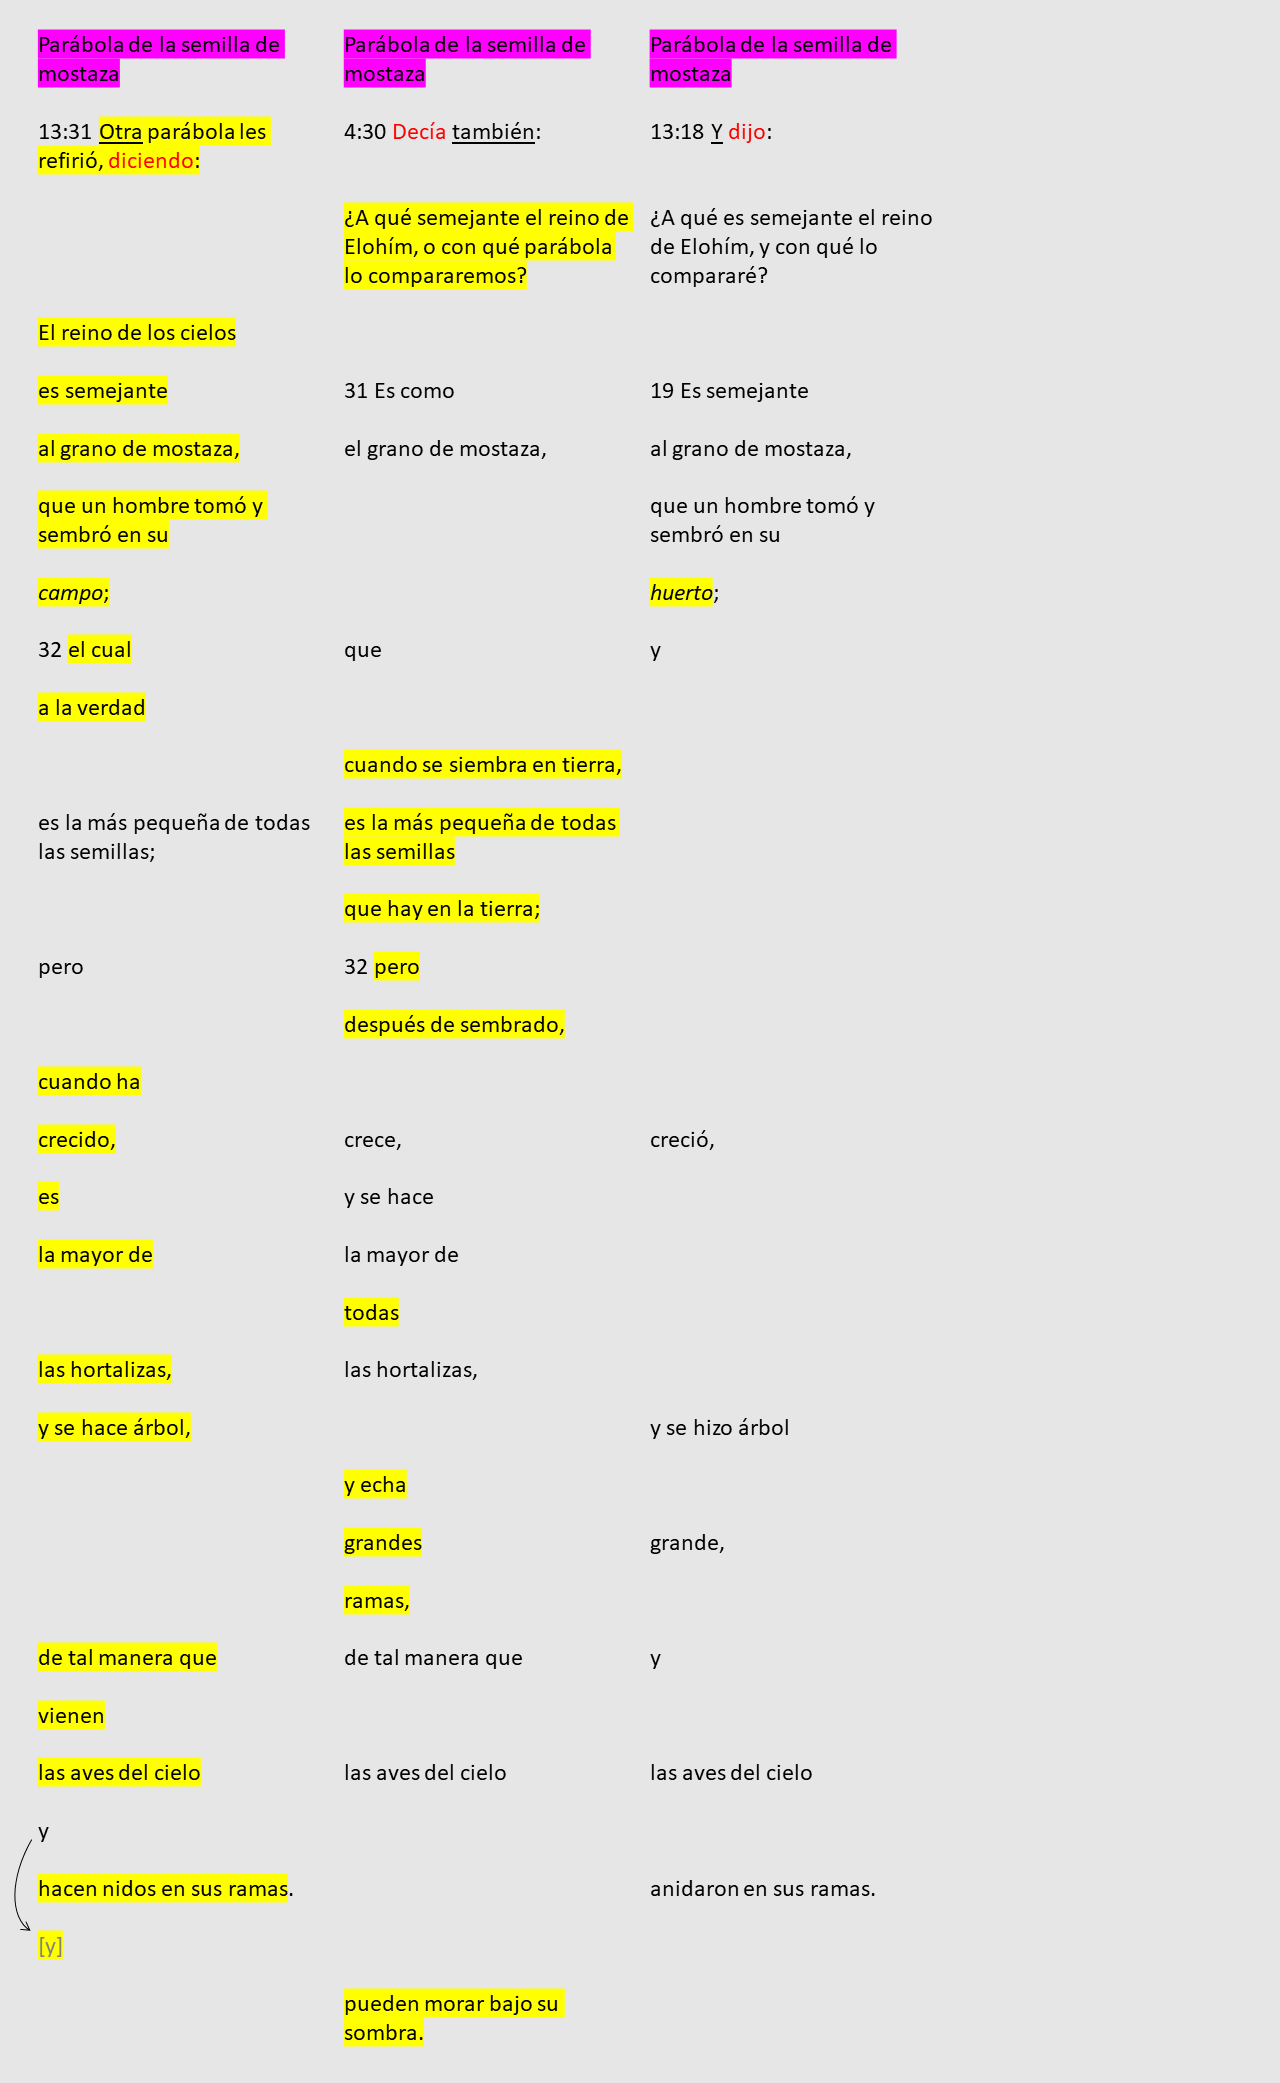 Parábola de la semilla de
mostaza
Parábola de la semilla de
mostaza
Parábola de la semilla de
mostaza
13:31 Otra parábola les
refirió, diciendo:
4:30 Decía también:
13:18 Y dijo:
¿A qué semejante el reino de
Elohím, o con qué parábola
lo compararemos?
¿A qué es semejante el reino
de Elohím, y con qué lo
compararé?
El reino de los cielos
es semejante
31 Es como
19 Es semejante
al grano de mostaza,
el grano de mostaza,
al grano de mostaza,
que un hombre tomó y
sembró en su
que un hombre tomó y
sembró en su
campo;
huerto;
32 el cual
que
y
a la verdad
cuando se siembra en tierra,
es la más pequeña de todas
las semillas;
es la más pequeña de todas
las semillas
que hay en la tierra;
pero
32 pero
después de sembrado,
cuando ha
crecido,
crece,
creció,
es
y se hace
la mayor de
la mayor de
todas
las hortalizas,
las hortalizas,
y se hace árbol,
y se hizo árbol
y echa
grandes
grande,
ramas,
de tal manera que
de tal manera que
y
vienen
las aves del cielo
las aves del cielo
las aves del cielo
y
hacen nidos en sus ramas.
anidaron en sus ramas.
[y]
pueden morar bajo su
sombra.